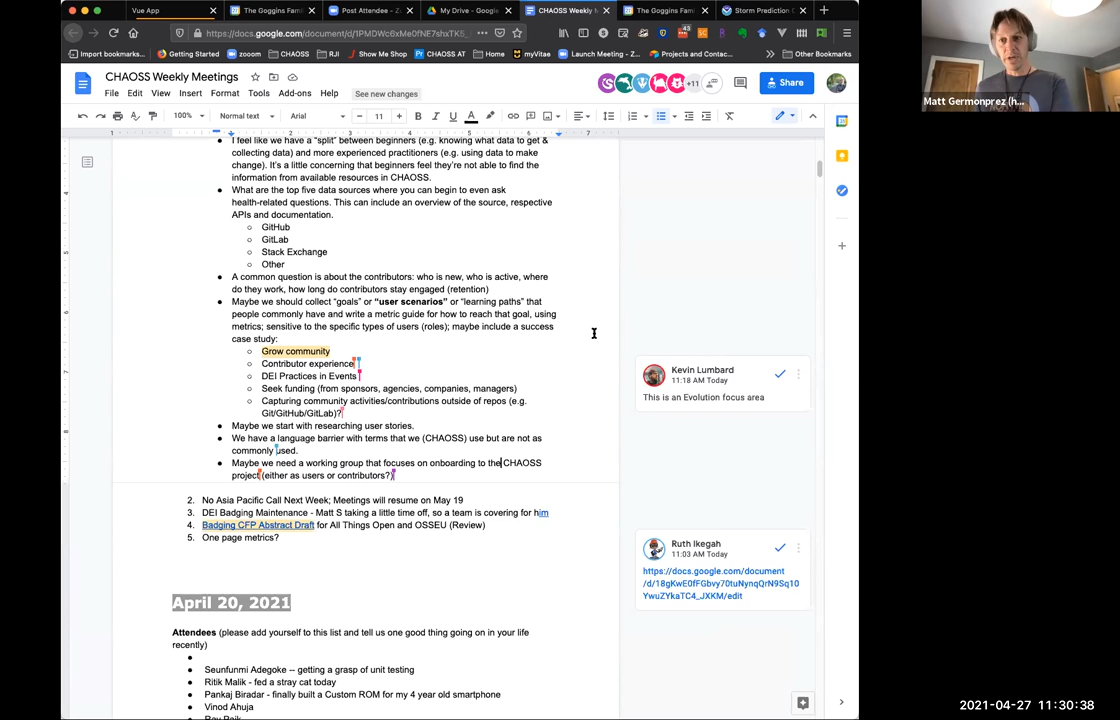 Vue App
The Goggins Fami
Post Attendee - Z
My Drive - Google
CHAOSS Weekly M
The Goggins Fami
Storm Prediction C
https://docs.google.com/document/d/1PMDWc6xMe0fNE7shxTK6
Import bookmarks...
Getting Started
zooom
CHAOSS
RJI
Show Me Shop
CHAOSS AT
Home
myVitae
Launch Meeting - Z...
Projects and Contac...
Other Bookmarks
CHAOSS Weekly Meetings
File Edit View Insert Format Tools Add-ons Help
See new changes
+11
Share
100%
Normal text
Arial
11
I feel like we have a “split” between beginners (e.g. knowing what data to get &
collecting data) and more experienced practitioners (e.g. using data to make
change). It’s a little concerning that beginners feel they’re not able to find the
information from available resources in CHAOSS.
What are the top five data sources where you can begin to even ask
health-related questions. This can include an overview of the source, respective
APIs and documentation.
GitHub
GitLab
Stack Exchange
Other
A common question is about the contributors: who is new, who is active, where
do they work, how long do contributors stay engaged (retention)
Maybe we should collect “goals” or “user scenarios” or “learning paths” that
people commonly have and write a metric guide for how to reach that goal, using
metrics; sensitive to the specific types of users (roles); maybe include a success
case study:
Grow community
Contributor experience
DEI Practices in Events
Seek funding (from sponsors, agencies, companies, managers)
Capturing community activities/contributions outside of repos (e.g.
Git/GitHub/GitLab)?
Maybe we start with researching user stories.
We have a language barrier with terms that we (CHAOSS) use but are not as
commonly used.
Maybe we need a working group that focuses on onboarding to the CHAOSS
project (either as users or contributors?)
2. No Asia Pacific Call Next Week; Meetings will resume on May 19
3. DEI Badging Maintenance - Matt S taking a little time off, so a team is covering for him
4. Badging CFP Abstract Draft for All Things Open and OSSEU (Review)
5. One page metrics?
April 20, 2021
Attendees (please add yourself to this list and tell us one good thing going on in your life
recently)
Seunfunmi Adegoke -- getting a grasp of unit testing
Ritik Malik - fed a stray cat today
Pankaj Biradar - finally built a Custom ROM for my 4 year old smartphone
Vinod Ahuja
Kevin Lumbard
11:18 AM Today
This is an Evolution focus area
Ruth Ikegah
11:03 AM Today
https://docs.google.com/document
Matt Germonprez (h...
2021-04-27 11:30:38